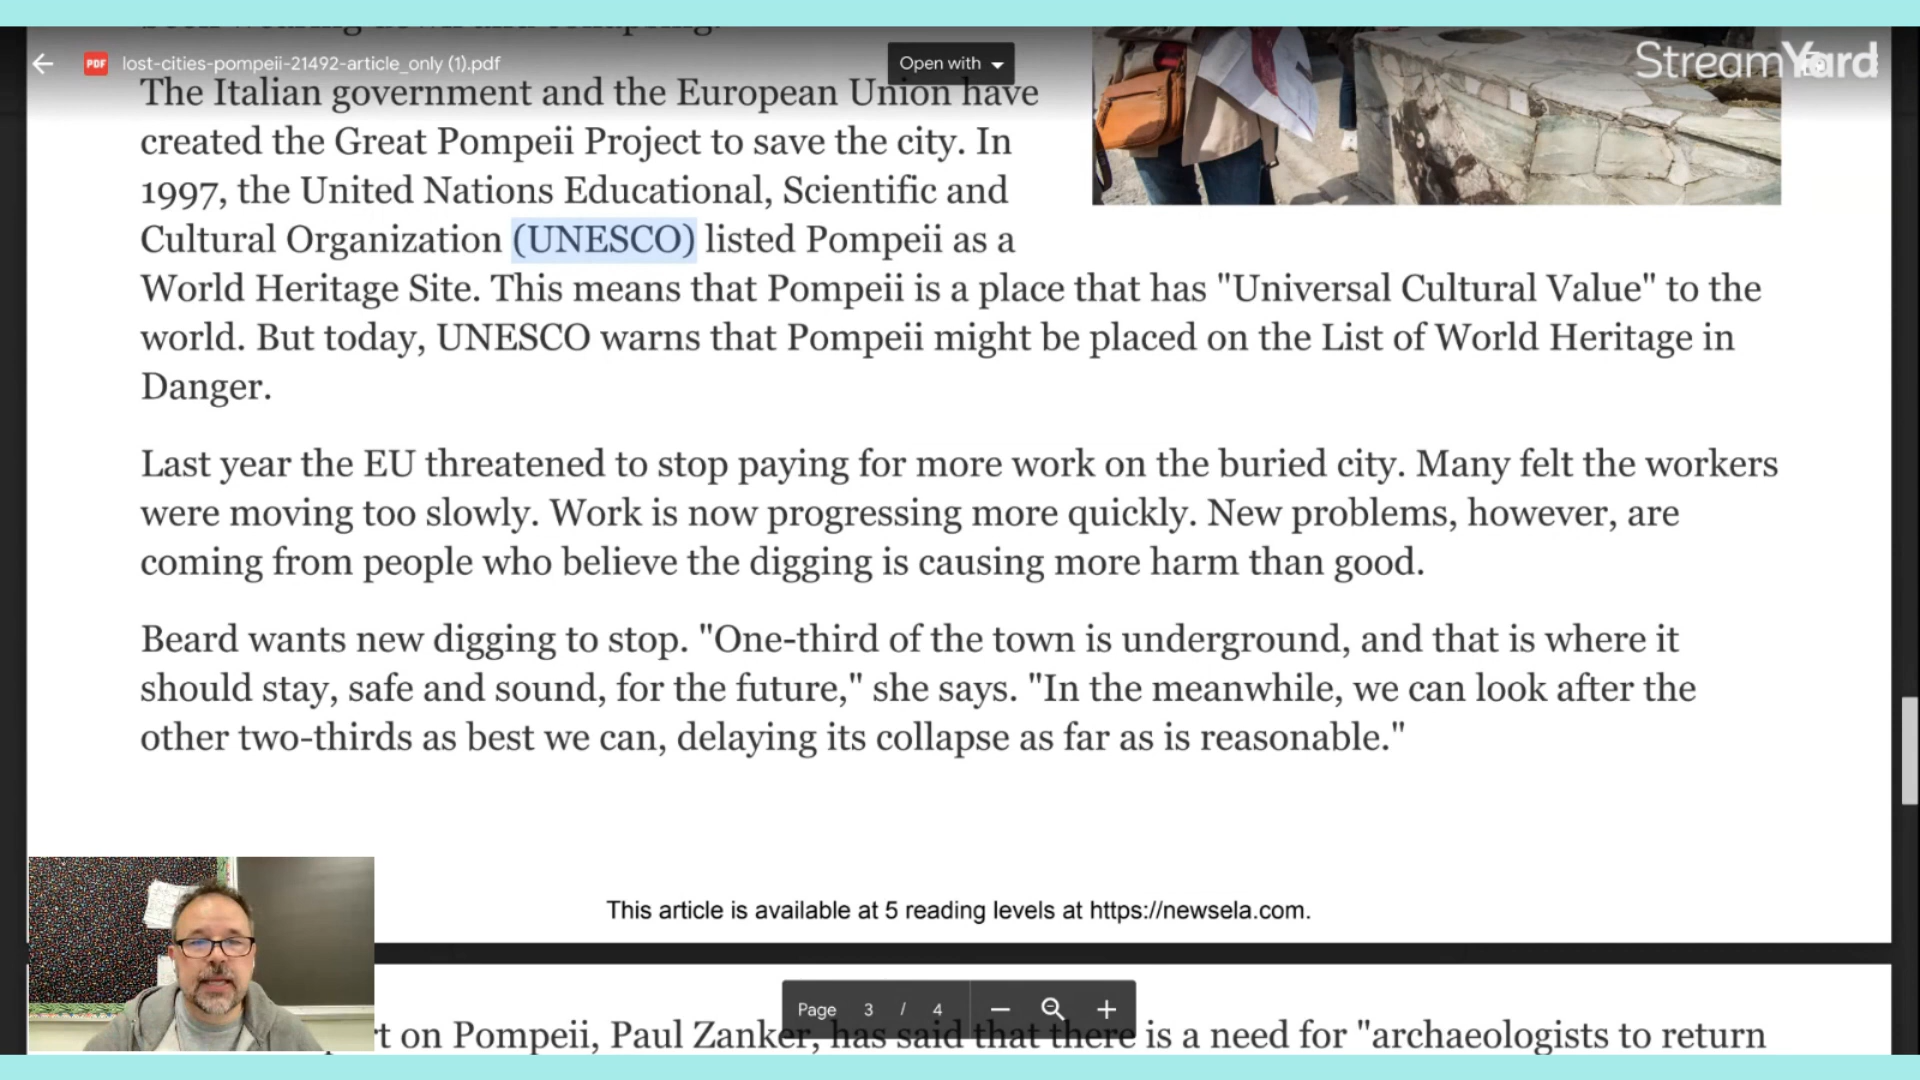 been wearing down and collapsing.
lost-cities-pompeii-21492-article_only (1).pdf
Open with
StreamYard
The Italian government and the European Union have
created the Great Pompeii Project to save the city. In
1997, the United Nations Educational, Scientific and
Cultural Organization (UNESCO) listed Pompeii as a
World Heritage Site. This means that Pompeii is a place that has "Universal Cultural Value" to the
world. But today, UNESCO warns that Pompeii might be placed on the List of World Heritage in
Danger.
Last year the EU threatened to stop paying for more work on the buried city. Many felt the workers
were moving too slowly. Work is now progressing more quickly. New problems, however, are
coming from people who believe the digging is causing more harm than good.
Beard wants new digging to stop. "One-third of the town is underground, and that is where it
should stay, safe and sound, for the future," she says. "In the meanwhile, we can look after the
other two-thirds as best we can, delaying its collapse as far as is reasonable."
This article is available at 5 reading levels at https://newsela.com.
Page 3 / 4
on Pompeii, Paul Zanker, has said that there is a need for "archaeologists to return